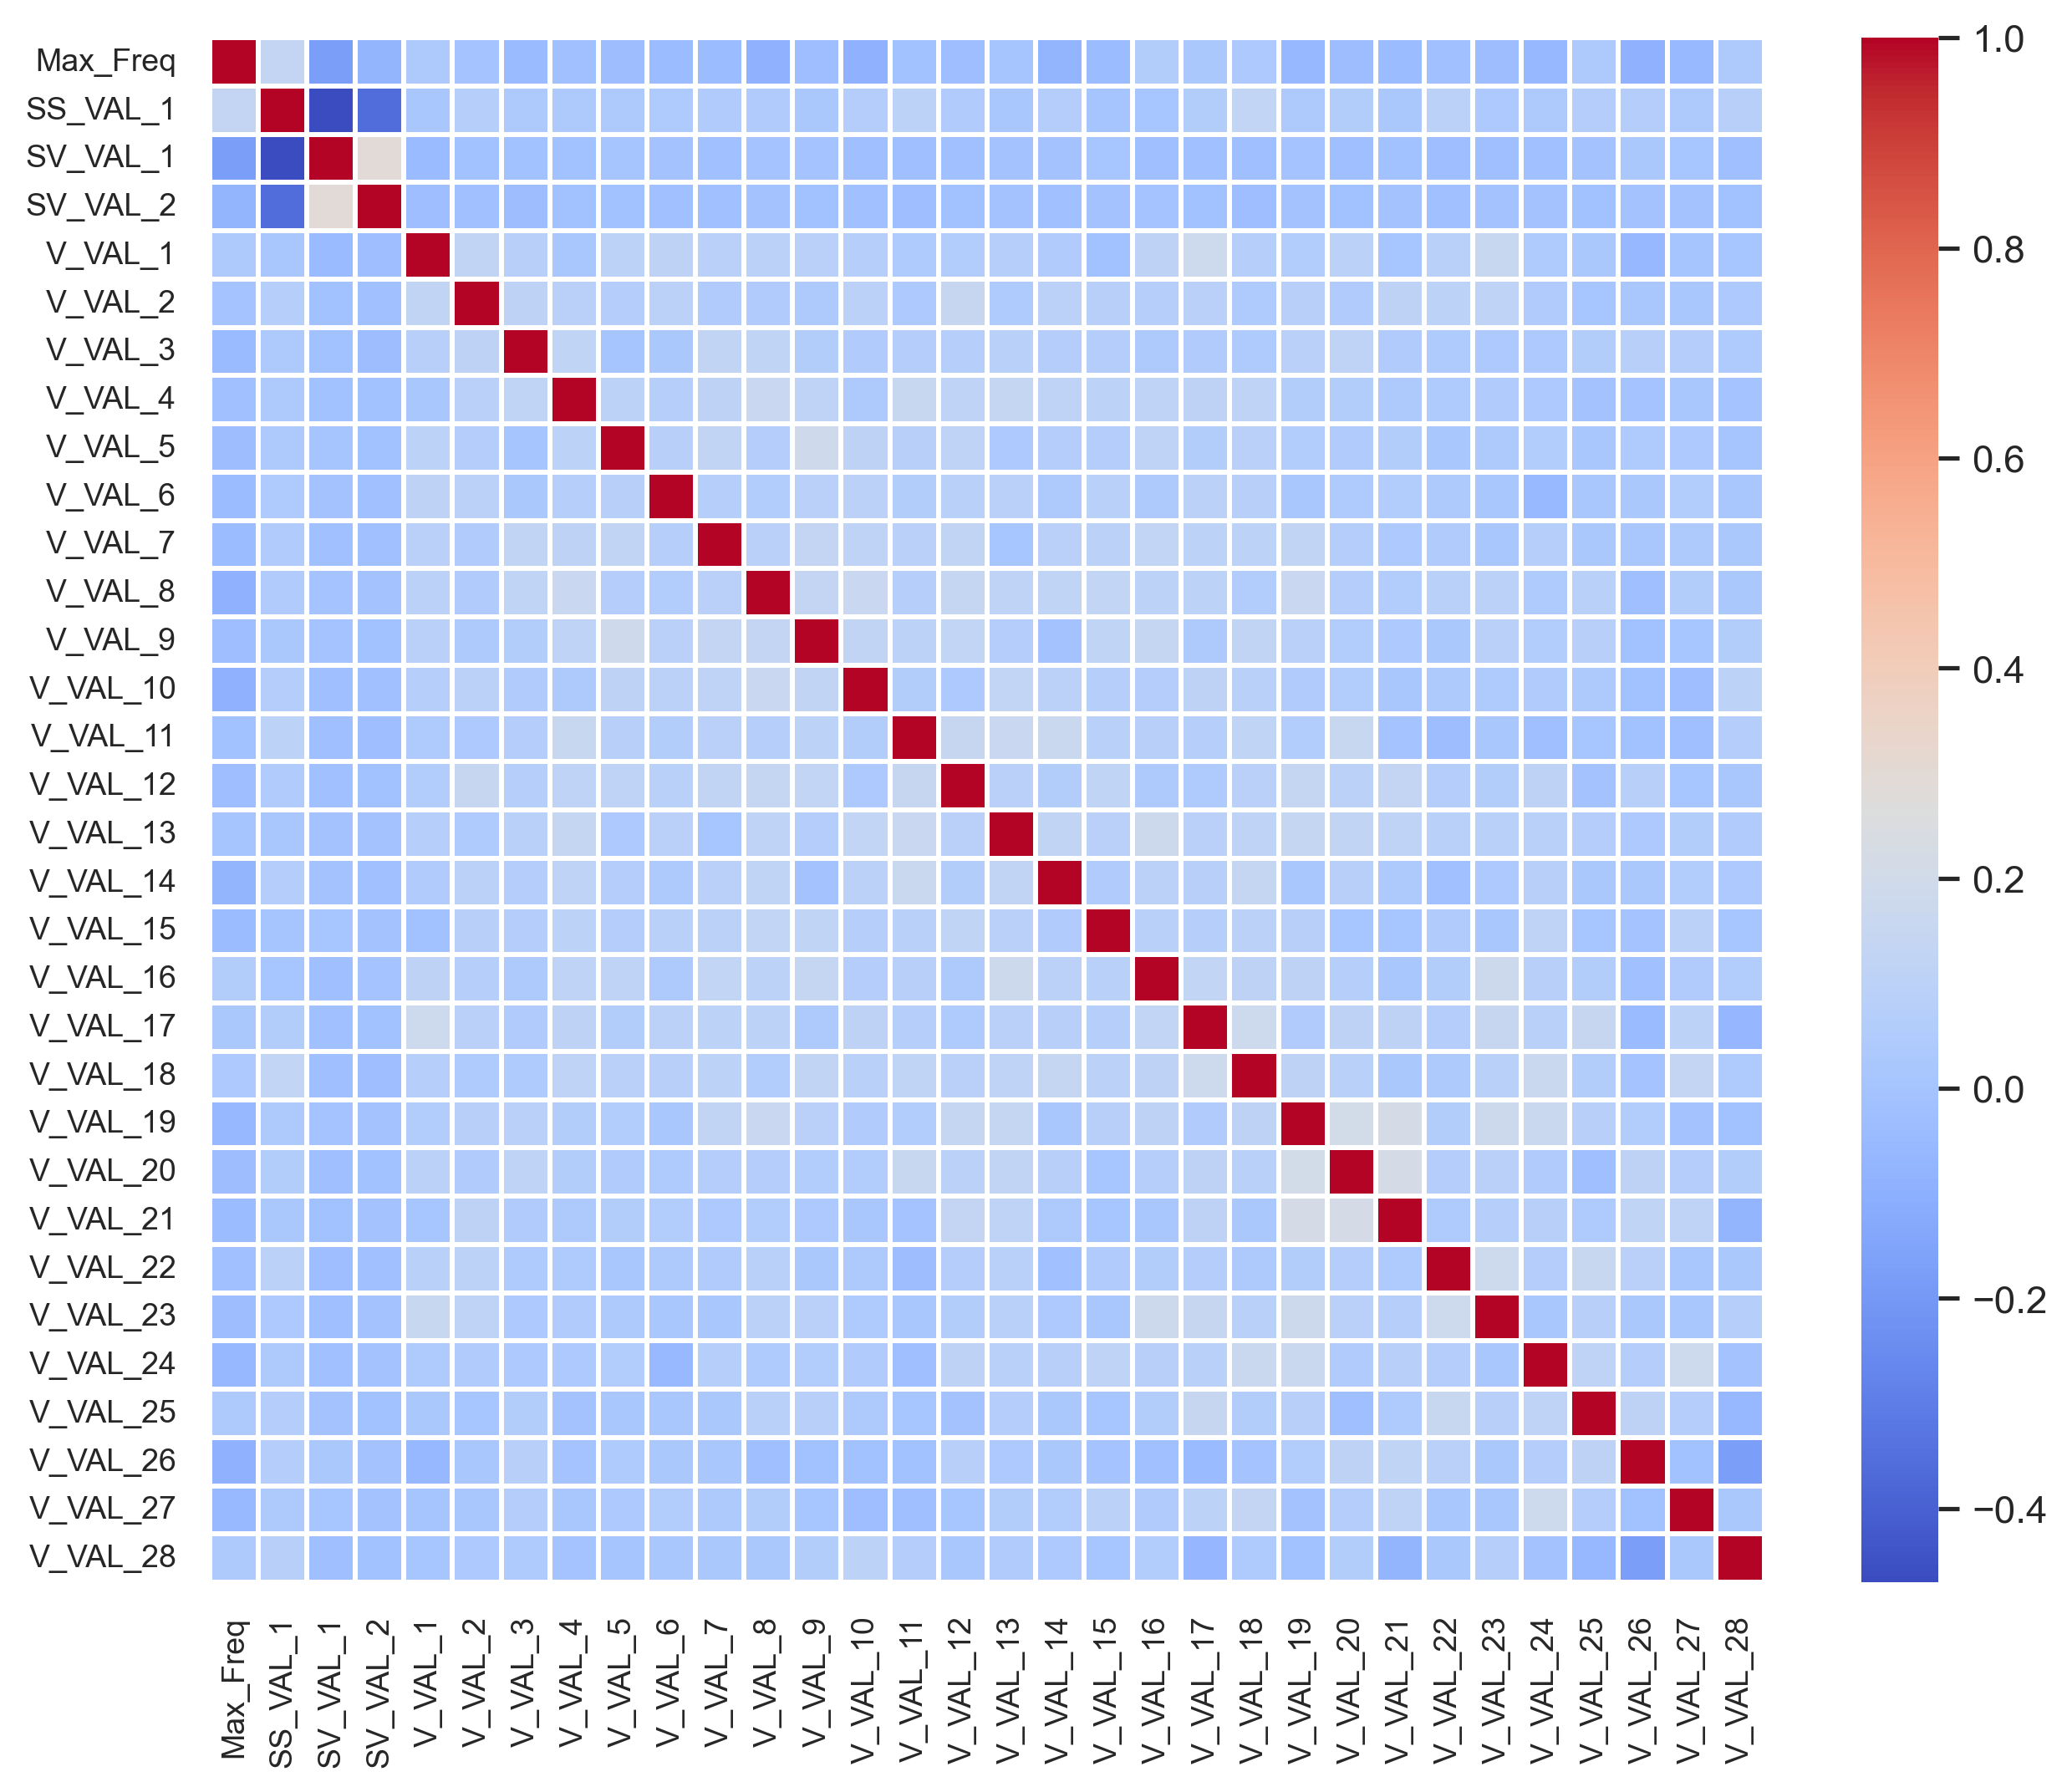 Max_Freq
SS_VAL_1
SV_VAL_1
SV_VAL_2
V_VAL_1
V_VAL_2
V_VAL_3
V_VAL_4
V_VAL_5
V_VAL_6
V_VAL_7
V_VAL_8
V_VAL_9
V_VAL_10
V_VAL_11
V_VAL_12
V_VAL_13
V_VAL_14
V_VAL_15
V_VAL_16
V_VAL_17
V_VAL_18
V_VAL_19
V_VAL_20
V_VAL_21
V_VAL_22
V_VAL_23
V_VAL_24
V_VAL_25
V_VAL_26
V_VAL_27
V_VAL_28
Max_Freq
SS_VAL_1
SV_VAL_1
SV_VAL_2
V_VAL_1
V_VAL_2
V_VAL_3
V_VAL_4
V_VAL_5
V_VAL_6
V_VAL_7
V_VAL_8
V_VAL_9
V_VAL_10
V_VAL_11
V_VAL_12
V_VAL_13
V_VAL_14
V_VAL_15
V_VAL_16
V_VAL_17
V_VAL_18
V_VAL_19
V_VAL_20
V_VAL_21
V_VAL_22
V_VAL_23
V_VAL_24
V_VAL_25
V_VAL_26
V_VAL_27
V_VAL_28
1.0
0.8
0.6
0.4
0.2
0.0
−0.2
−0.4